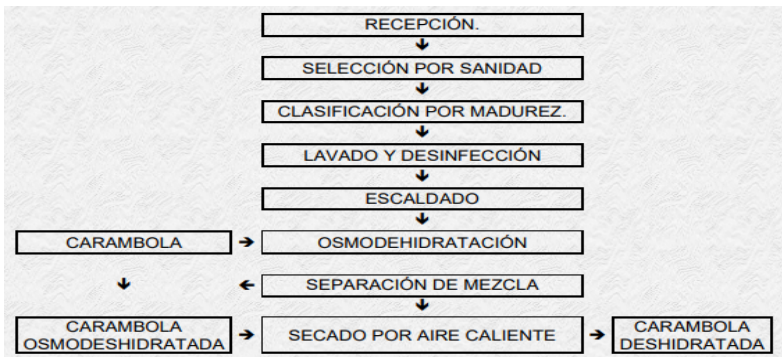 RECEPCIÓN.
SELECCIÓN POR SANIDAD
CLASIFICACIÓN POR MADUREZ.
LAVADO Y DESINFECCIÓN
ESCALDADO
CARAMBOLA
OSMODEHIDRATACIÓN
SEPARACIÓN DE MEZCLA
CARAMBOLA
OSMODESHIDRATADA
SECADO POR AIRE CALIENTE
CARAMBOLA
DESHIDRATADA